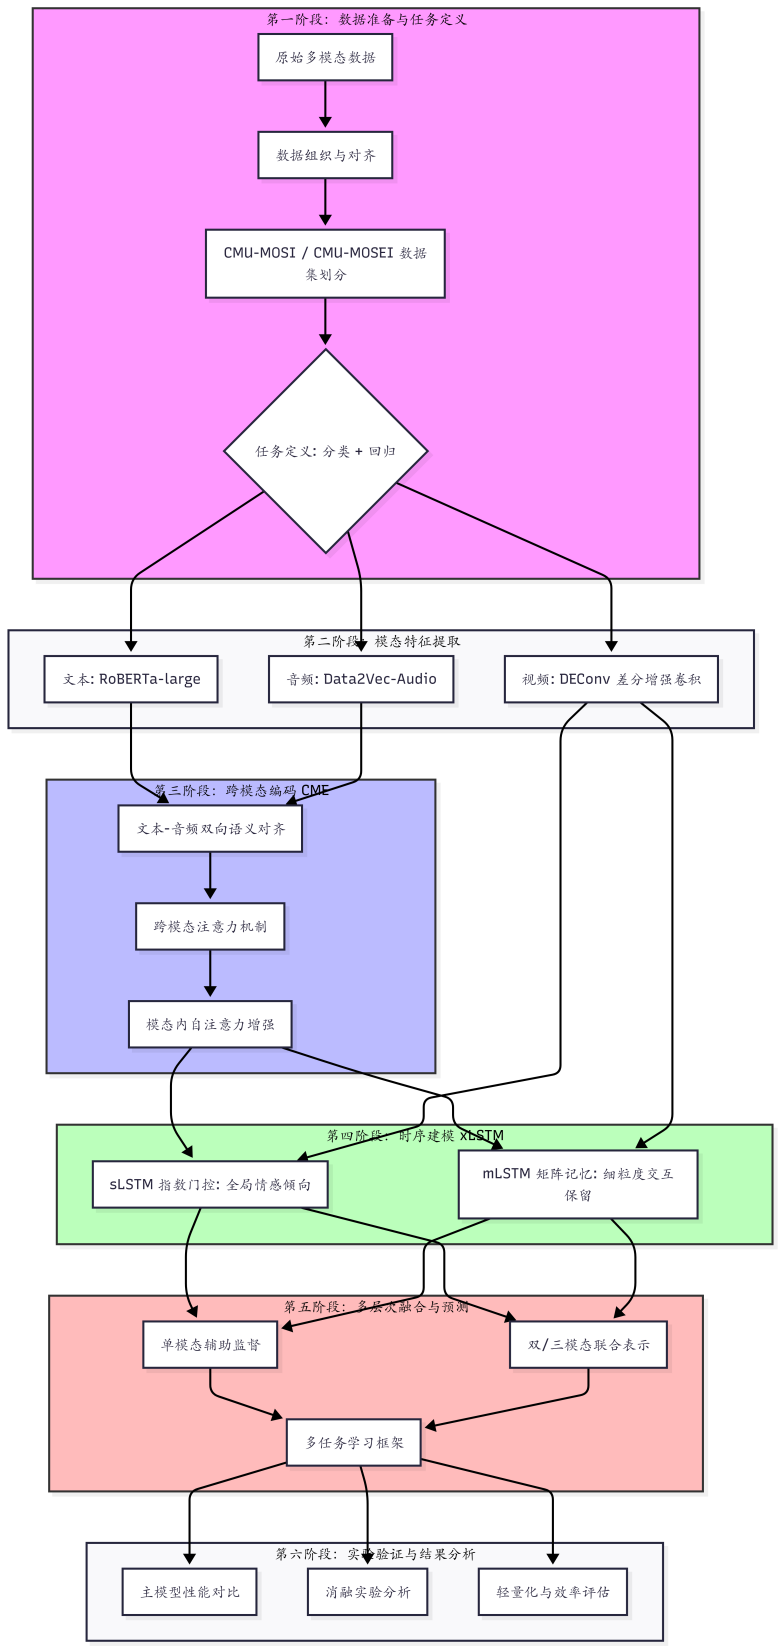 第一阶段: 数据准备与任务定义
原始多模态数据
数据组织与对齐
CMU-MOSI / CMU-MOSEI 数据
集划分
任务定义: 分类 + 回归
第二阶段: 模态特征提取
文本: RoBERTa-large
音频: Data2Vec-Audio
视频: DEConv 差分增强卷积
第三阶段: 跨模态编码 CME
文本-音频双向语义对齐
跨模态注意力机制
模态内自注意力增强
第四阶段: 时序建模 xLSTM
sLSTM 指数门控: 全局情感倾向
mLSTM 矩阵记忆: 细粒度交互
保留
第五阶段: 多层次融合与预测
单模态辅助监督
双/三模态联合表示
多任务学习框架
第六阶段: 实验验证与结果分析
主模型性能对比
消融实验分析
轻量化与效率评估